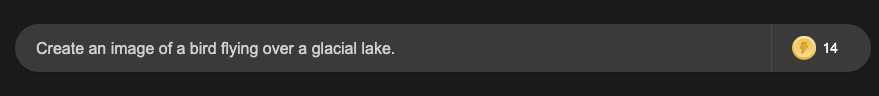 Create an image of a bird flying over a glacial lake.
14